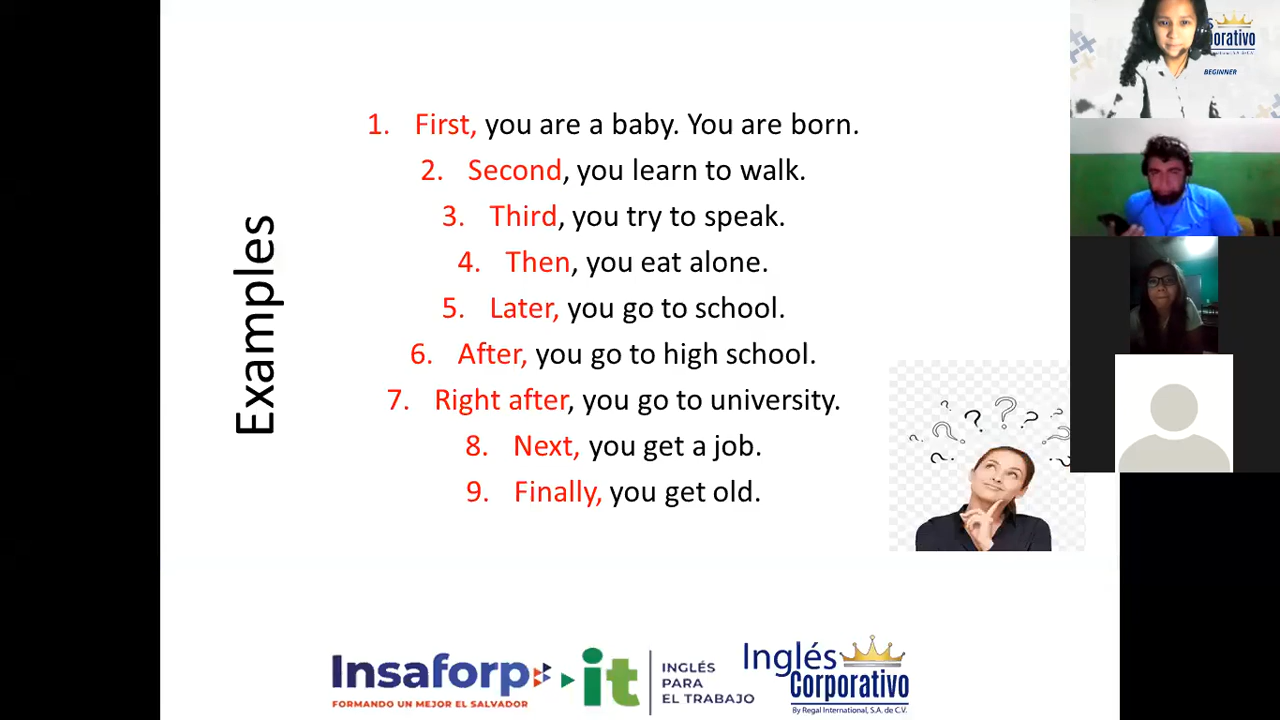 Examples
1. First, you are a baby. You are born.
2. Second, you learn to walk.
3. Third, you try to speak.
4. Then, you eat alone.
5. Later, you go to school.
6. After, you go to high school.
7. Right after, you go to university.
8. Next, you get a job.
9. Finally, you get old.
Insaforp
FORMANDO UN MEJOR EL SALVADOR
it
INGLÉS
PARA
EL TRABAJO
Inglés
Corporativo
By Regal International, S.A. de C.V.
BEGINNER